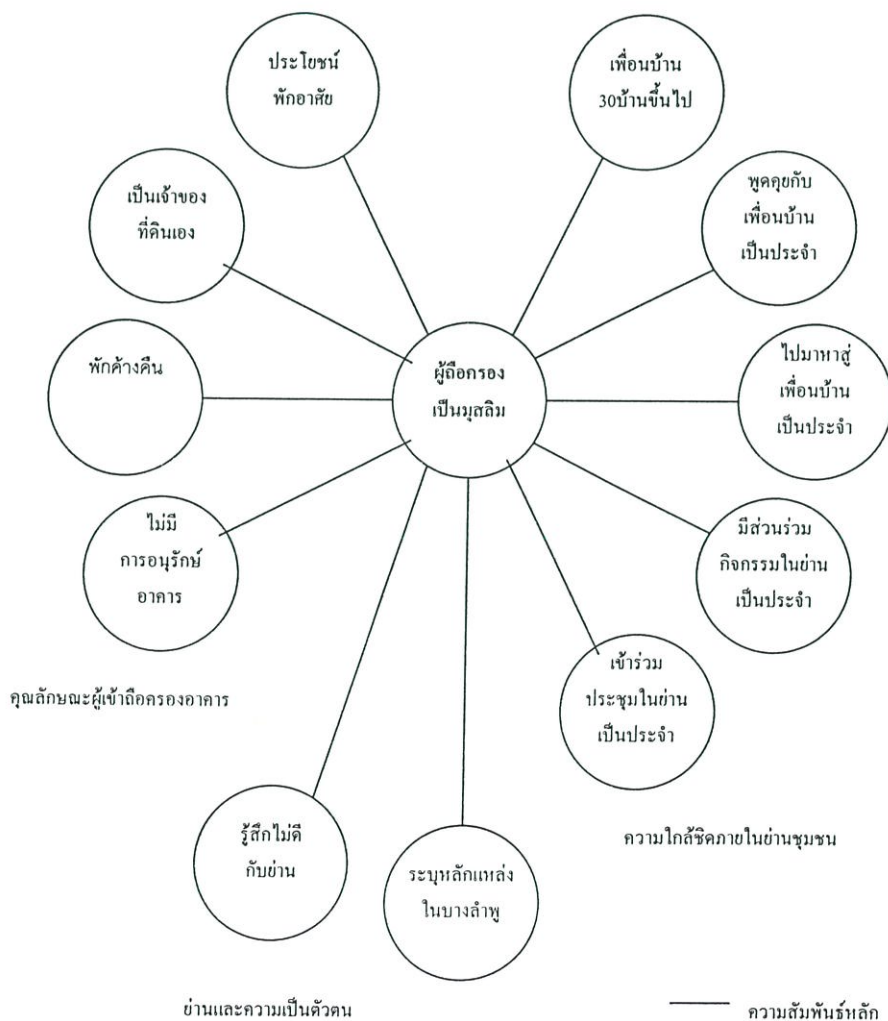 ประโยชน์
พักอาศัย
เพื่อนบ้าน
30บ้านขึ้นไป
เป็นเจ้าของ
ที่ดินเอง
พูดคุยกับ
เพื่อนบ้าน
เป็นประจำ
พักค้างคืน
ผู้ถือครอง
เป็นมุสลิม
ไปมาหาสู่
เพื่อนบ้าน
เป็นประจำ
ไม่มี
การอนุรักษ์
อาคาร
มีส่วนร่วม
กิจกรรมในย่าน
เป็นประจำ
คุณลักษณะผู้เข้าถือครองอาคาร
เข้าร่วม
ประชุมในย่าน
เป็นประจำ
รู้สึกไม่ดี
กับย่าน
ระบุหลักแหล่ง
ในบางลำพู
ความใกล้ชิดภายในย่านชุมชน
ย่านและความเป็นตัวตน
ความสัมพันธ์หลัก